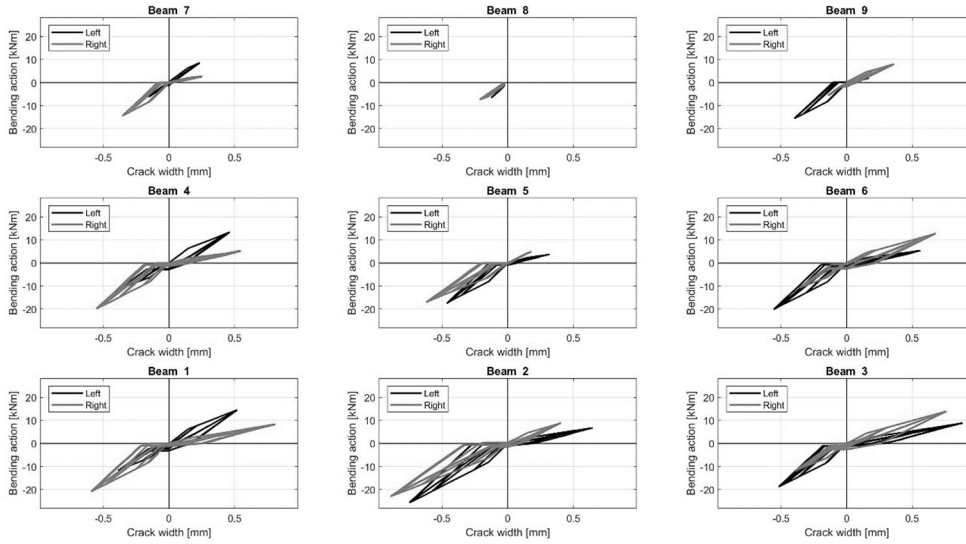 Beam 7
Bending action [kNm]
20
10
0
-10
-20
Left
Right
-0.5
0
0.5
Crack width [mm]
Beam 8
Bending action [kNm]
20
10
0
-10
-20
Left
Right
-0.5
0
0.5
Crack width [mm]
Beam 9
Bending action [kNm]
20
10
0
-10
-20
Left
Right
-0.5
0
0.5
Crack width [mm]
Beam 4
Bending action [kNm]
20
10
0
-10
-20
Left
Right
-0.5
0
0.5
Crack width [mm]
Beam 5
Bending action [kNm]
20
10
0
-10
-20
Left
Right
-0.5
0
0.5
Crack width [mm]
Beam 6
Bending action [kNm]
20
10
0
-10
-20
Left
Right
-0.5
0
0.5
Crack width [mm]
Beam 1
Bending action [kNm]
20
10
0
-10
-20
Left
Right
-0.5
0
0.5
Crack width [mm]
Beam 2
Bending action [kNm]
20
10
0
-10
-20
Left
Right
-0.5
0
0.5
Crack width [mm]
Beam 3
Bending action [kNm]
20
10
0
-10
-20
Left
Right
-0.5
0
0.5
Crack width [mm]